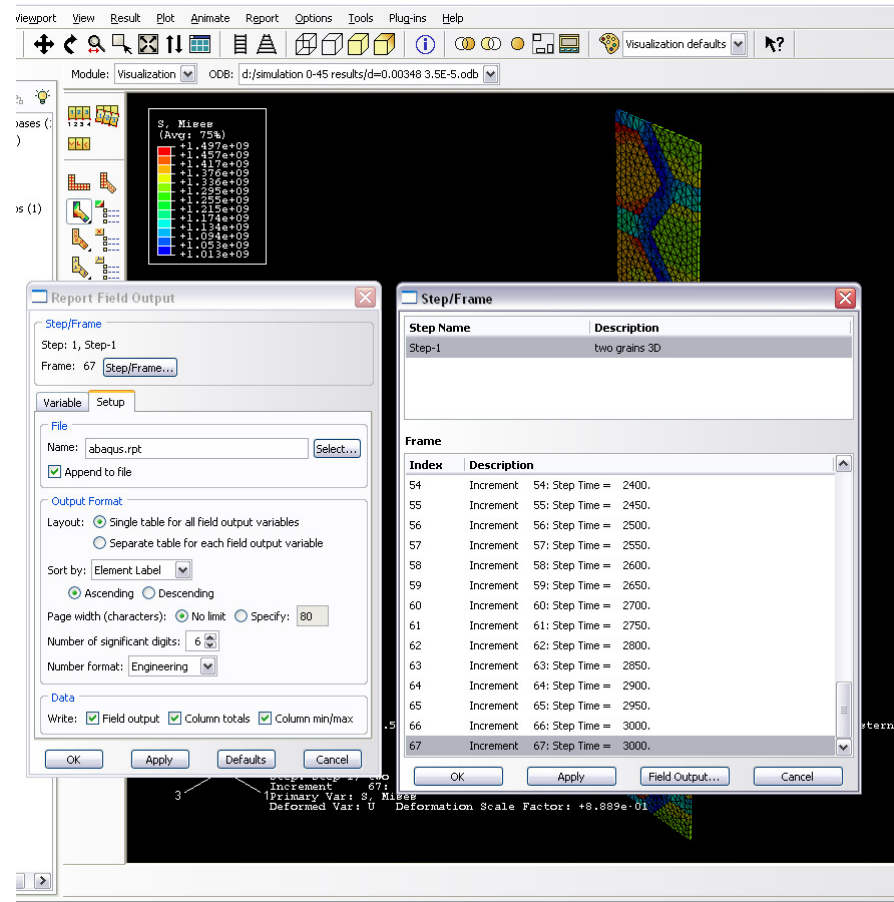 Viewport View Result Plot Animate Report Options Tools Plug-ins Help
Visualization defaults
Module: Visualization ODB: d:/simulation 0-45 results/d=0.00348 3.5E-5.odb
bases (
)
os (1)
S, Mises
(Avg: 75%)
+1.497e+09
+1.457e+09
+1.417e+09
+1.376e+09
+1.336e+09
+1.295e+09
+1.255e+09
+1.215e+09
+1.174e+09
+1.134e+09
+1.094e+09
+1.053e+09
+1.013e+09
Report Field Output
Step/Frame
Step: 1, Step-1
Frame: 67 Step/Frame...
Variable Setup
File
Name: abaqus.rpt Select...
Append to file
Output Format
Layout: Single table for all field output variables
Separate table for each field output variable
Sort by: Element Label
Ascending Descending
Page width (characters): No limit Specify: 80
Number of significant digits: 6
Number format: Engineering
Data
Write: Field output Column totals Column min/max
OK Apply Defaults Cancel
Step/Frame
Step Name Description
Step-1 two grains 3D
Frame
Index Description
54 Increment 54: Step Time = 2400.
55 Increment 55: Step Time = 2450.
56 Increment 56: Step Time = 2500.
57 Increment 57: Step Time = 2550.
58 Increment 58: Step Time = 2600.
59 Increment 59: Step Time = 2650.
60 Increment 60: Step Time = 2700.
61 Increment 61: Step Time = 2750.
62 Increment 62: Step Time = 2800.
63 Increment 63: Step Time = 2850.
64 Increment 64: Step Time = 2900.
65 Increment 65: Step Time = 2950.
66 Increment 66: Step Time = 3000.
67 Increment 67: Step Time = 3000.
OK Apply Field Output... Cancel
.5
stern
3 1
Increment 67:
Primary Var: S, Mises
Deformed Var: U Deformation Scale Factor: +8.889e-01